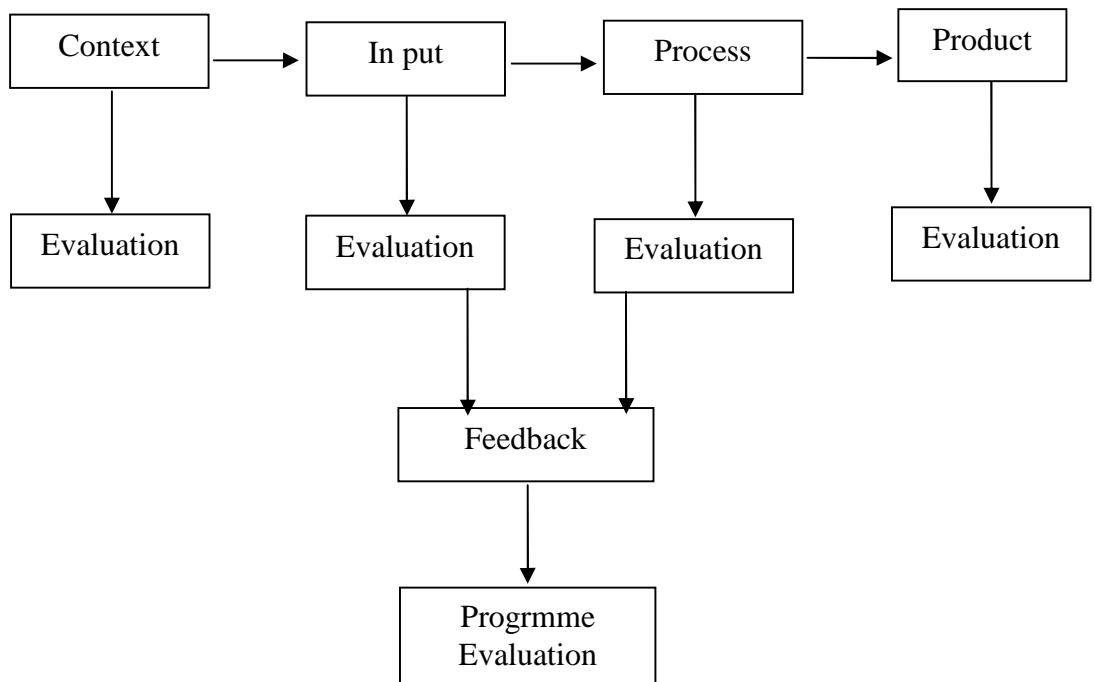 Context
In put
Process
Product
Evaluation
Evaluation
Evaluation
Evaluation
Feedback
Progrmme
Evaluation